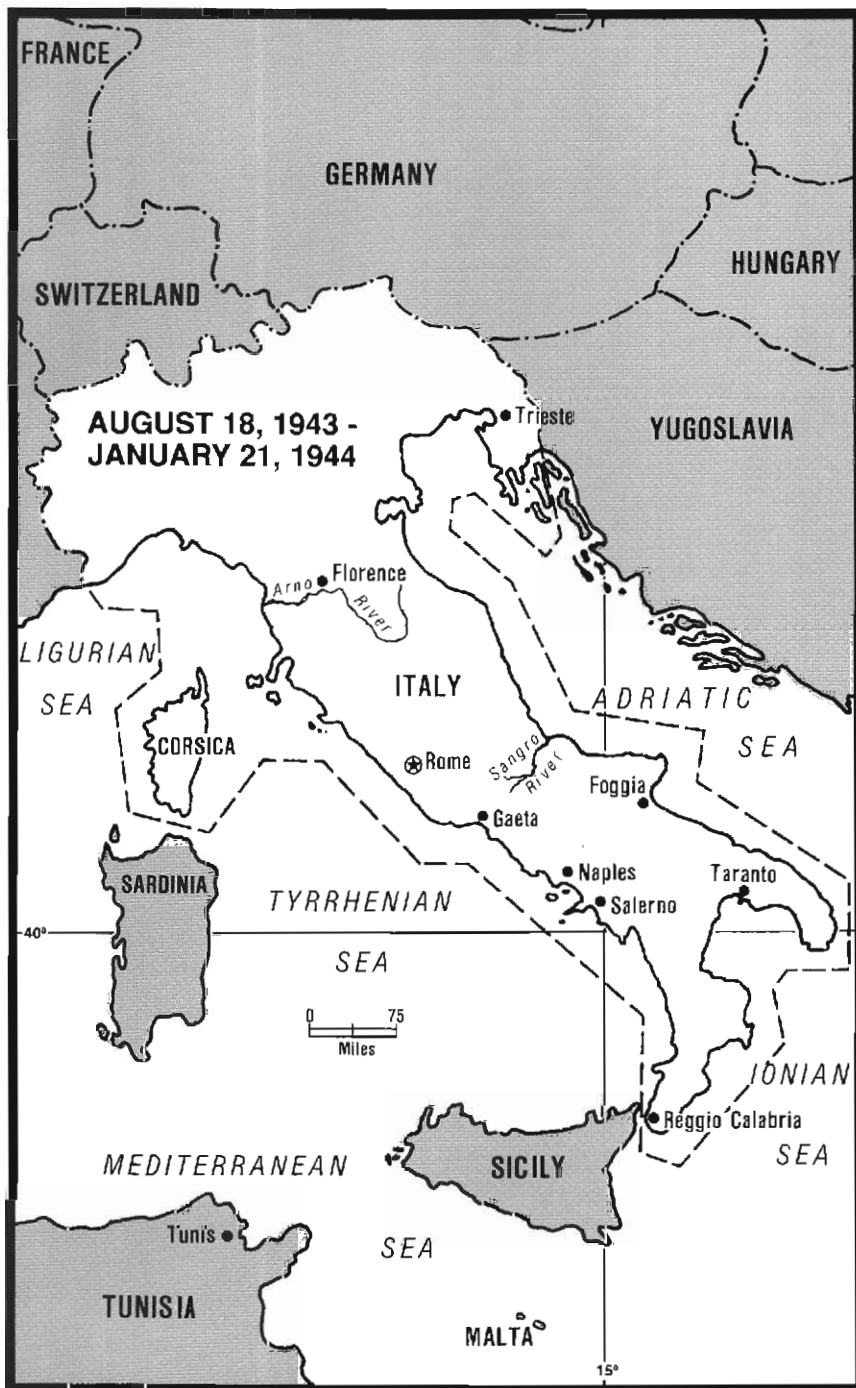 FRANCE
GERMANY
HUNGARY
SWITZERLAND
AUGUST 18, 1943 -
JANUARY 21, 1944
Trieste
YUGOSLAVIA
Arno
Florence
River
LIGURIAN
SEA
ITALY
ADRIATIC
SEA
CORSICA
Rome
Sangro
River
Foggia
Gaeta
Naples
Taranto
SARDINIA
Salerno
TYRRHENIAN
SEA
40°
0 75
Miles
IONIAN
SEA
Reggio Calabria
MEDITERRANEAN
SEA
SICILY
Tunis
TUNISIA
MALTA
15°